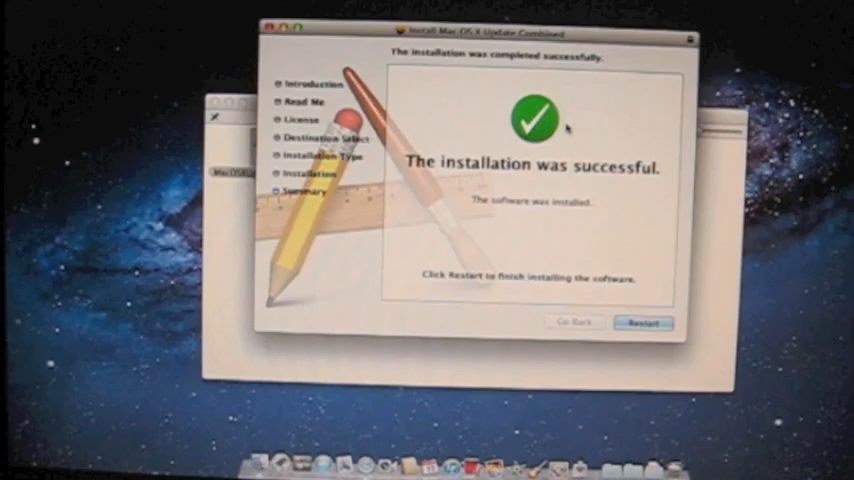 Install Mac OS X Update Combined
The installation was completed successfully.
Introduction
Read Me
License
Destination Select
Installation Type
Installation
Summary
The installation was successful.
The software was installed.
Click Restart to finish installing the software.
Go Back
Restart